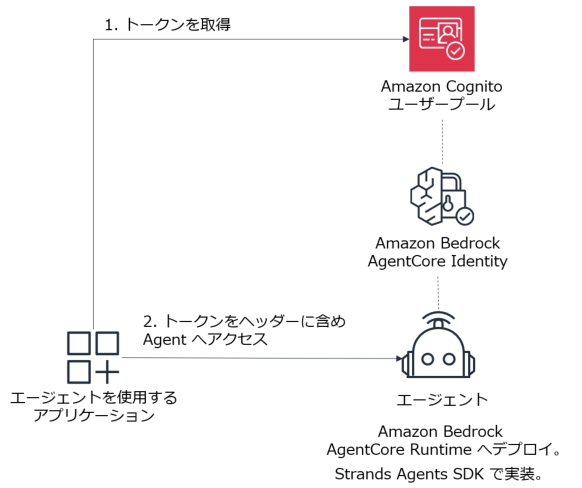 1. トークンを取得
Amazon Cognito
ユーザープール
Amazon Bedrock
AgentCore Identity
2. トークンをヘッダーに含め
Agent へアクセス
エージェントを使用する
アプリケーション
エージェント
Amazon Bedrock
AgentCore Runtime へデプロイ。
Strands Agents SDK で実装。